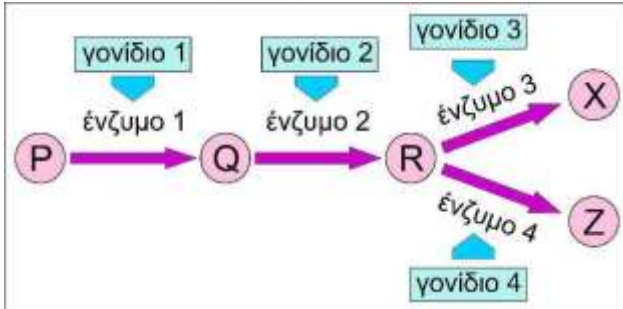 γονίδιο 1
γονίδιο 2
γονίδιο 3
ένζυμο 1
ένζυμο 2
ένζυμο 3
X
P
Q
R
ένζυμο 4
Z
γονίδιο 4